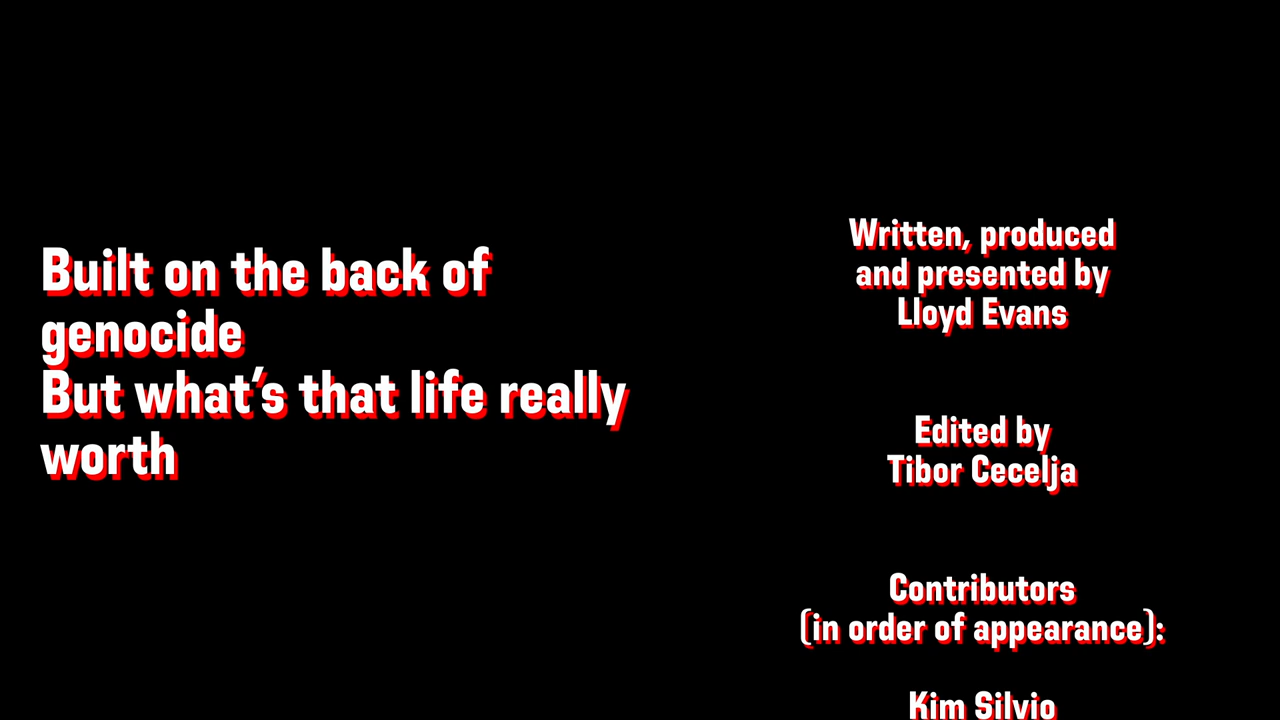 Built on the back of
genocide
But what's that life really
worth
Written, produced
and presented by
Lloyd Evans
Edited by
Tibor Cecelja
Contributors
(in order of appearance):
Kim Silvio